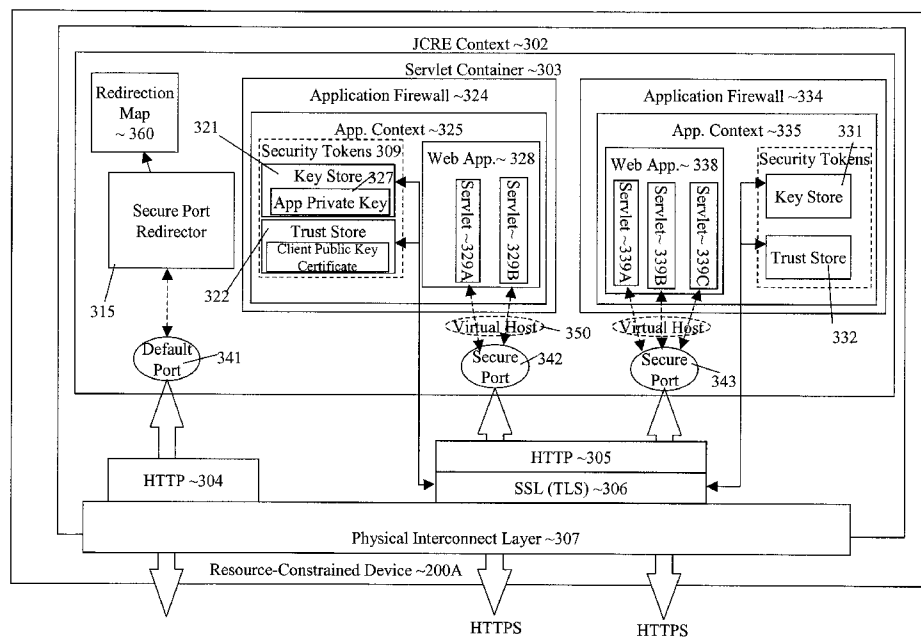 JCRE Context ~302
Servlet Container ~303
Redirection
Map
~ 360
Secure Port
Redirector
315
Default
Port
341
Application Firewall ~324
App. Context ~325
321
Security Tokens 309
Key Store
327
App Private Key
Trust Store
Client Public Key
Certificate
322
Web App.~ 328
Servlet ~329A
Servlet~ ~329B
Virtual Host
350
Secure
Port
342
Application Firewall ~334
App. Context ~335
331
Web App.~ 338
Servlet ~339A
Servlet~ 339B
Servlet~ 339C
Security Tokens
Key Store
Trust Store
332
Virtual Host
Secure
Port
343
HTTP ~304
HTTP ~305
SSL (TLS) ~306
Physical Interconnect Layer ~307
Resource-Constrained Device ~200A
HTTPS
HTTPS